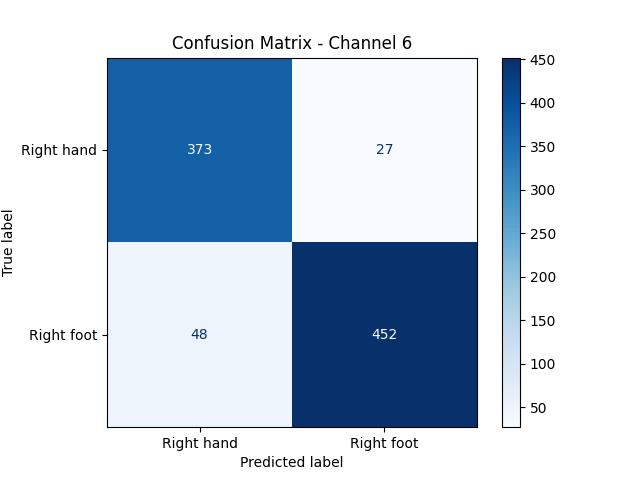 Confusion Matrix - Channel 6
True label
Right hand
Right foot
373
27
48
452
Right hand
Right foot
Predicted label
450
400
350
300
250
200
150
100
50